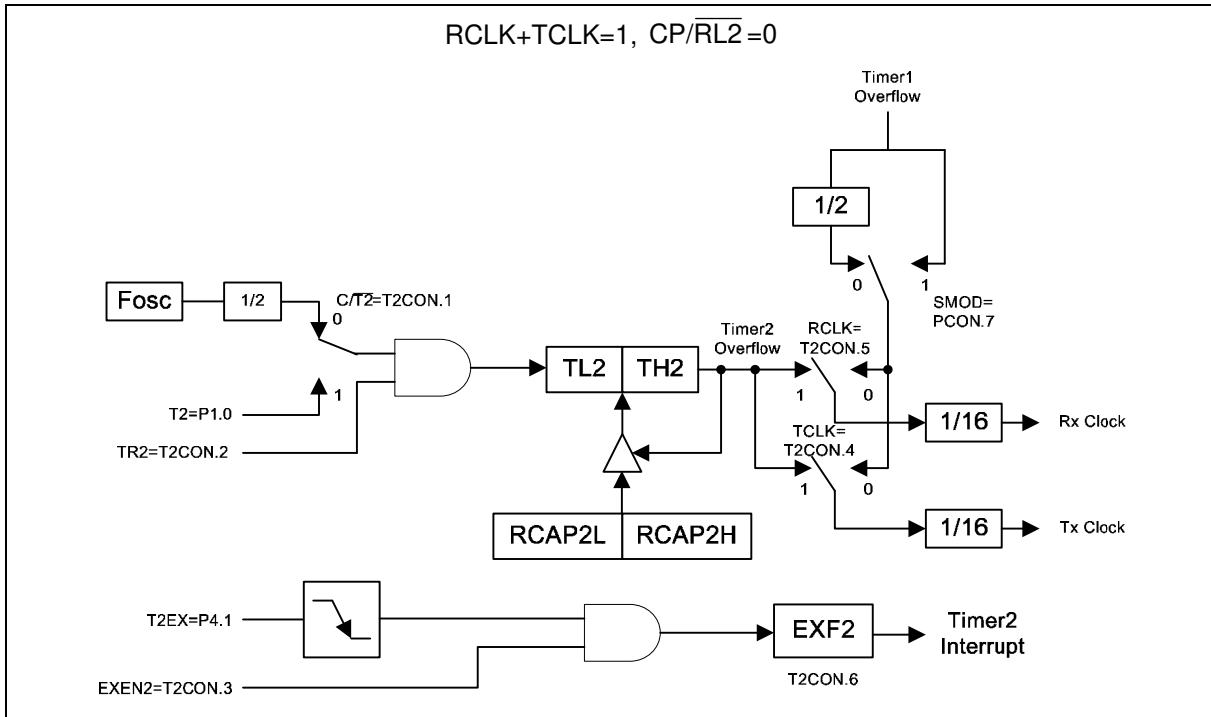 RCLK+TCLK=1, CP/R̅L̅2̅=0
Timer1
Overflow
1/2
0
1
SMOD=
PCON.7
Fosc
1/2
C/T̅2̅=T2CON.1
0
1
T2=P1.0
TR2=T2CON.2
TL2
TH2
Timer2
Overflow
RCLK=
T2CON.5
1
0
1/16
Rx Clock
TCLK=
T2CON.4
1
0
1/16
Tx Clock
RCAP2L
RCAP2H
T2EX=P4.1
EXEN2=T2CON.3
EXF2
T2CON.6
Timer2
Interrupt